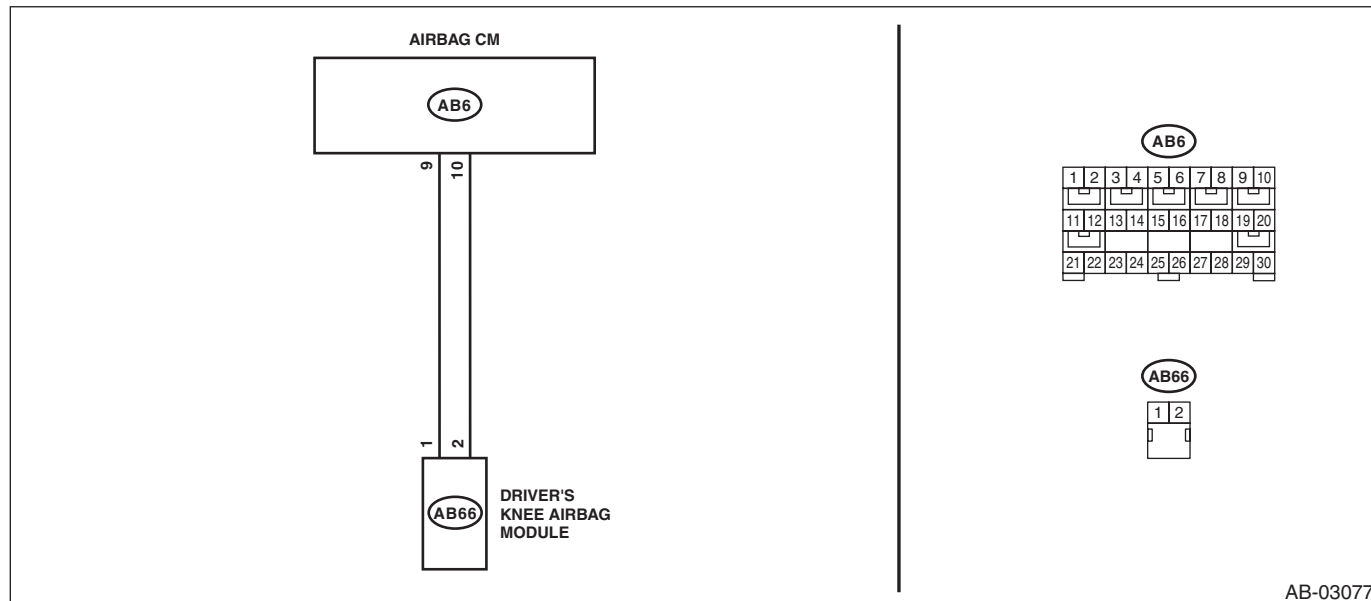 AIRBAG CM
AB6
9 10
1 2
AB66
DRIVER'S
KNEE AIRBAG
MODULE
AB6
1 2 3 4 5 6 7 8 9 10
11 12 13 14 15 16 17 18 19 20
21 22 23 24 25 26 27 28 29 30
AB66
1 2
AB-03077